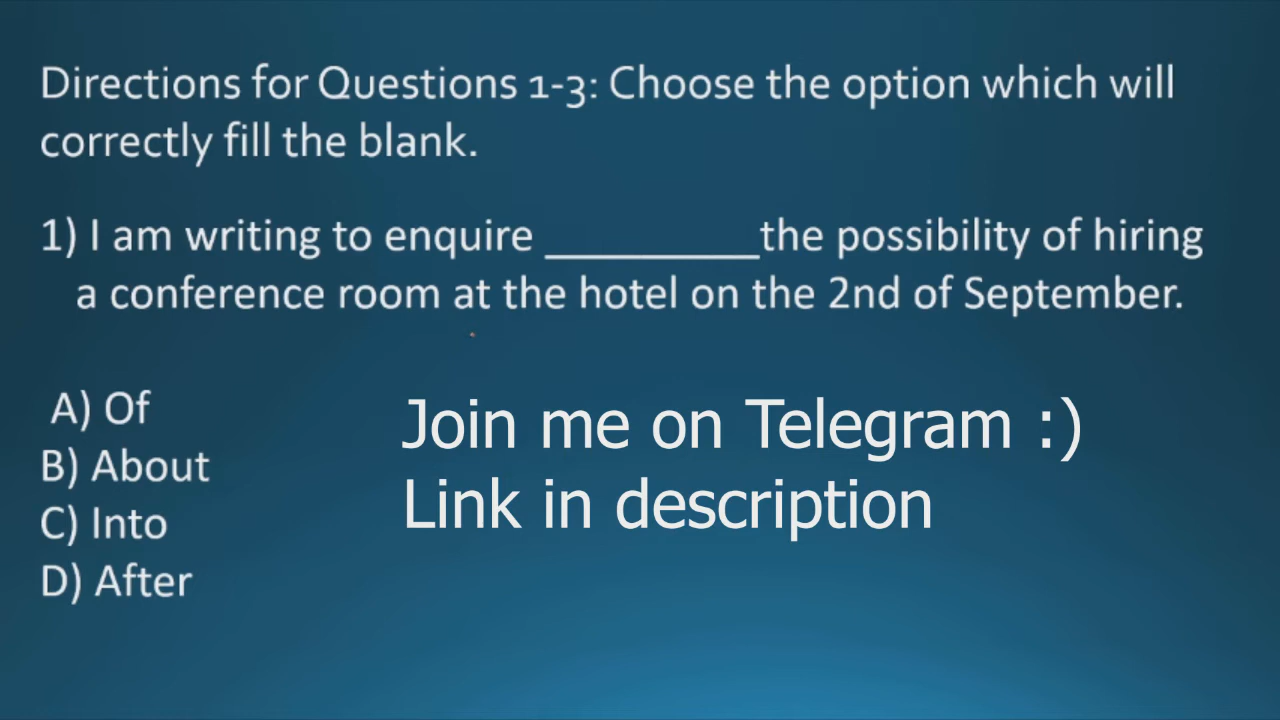 Directions for Questions 1-3: Choose the option which will
correctly fill the blank.
1) I am writing to enquire __________the possibility of hiring
a conference room at the hotel on the 2nd of September.
A) Of
B) About
C) Into
D) After
Join me on Telegram :)
Link in description